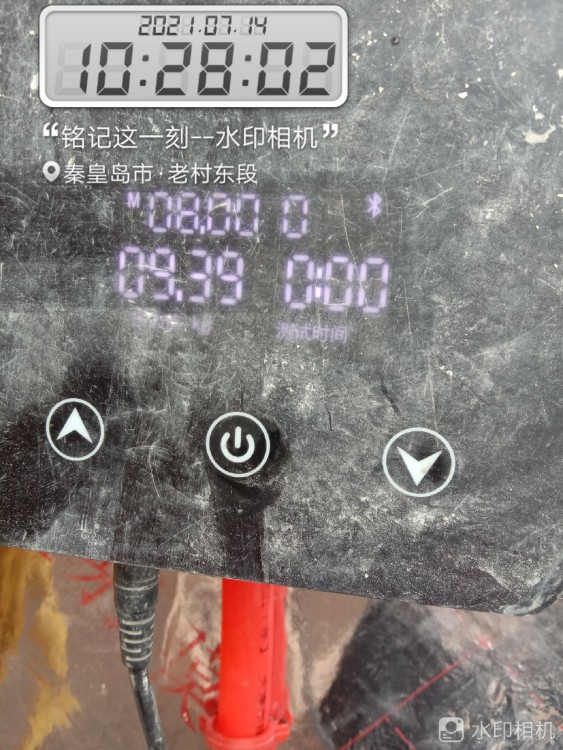 2021.07.14
10:28:02
“铭记这一刻--水印相机”
秦皇岛市·老村东段
M 08.00 0
09.39 0:00
测试时间
水印相机